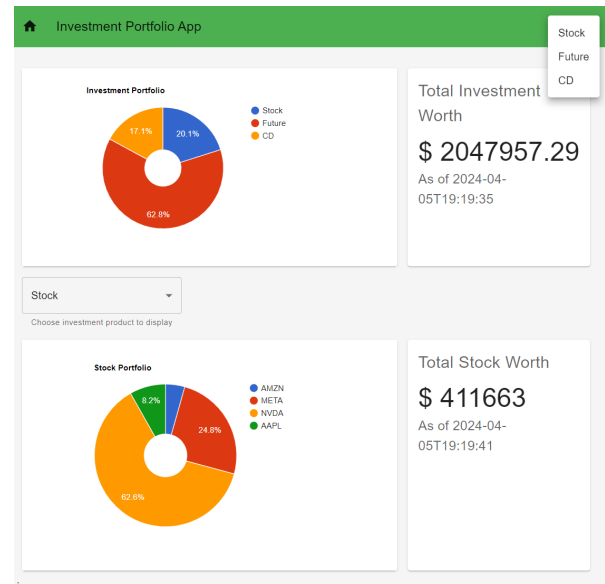 Investment Portfolio App
Stock
Future
CD
Investment Portfolio
17.1%
20.1%
62.8%
Stock
Future
CD
Total Investment
Worth
$ 2047957.29
As of 2024-04-
05T19:19:35
Stock
Choose investment product to display
Stock Portfolio
8.2%
24.8%
62.6%
AMZN
META
NVDA
AAPL
Total Stock Worth
$ 411663
As of 2024-04-
05T19:19:41